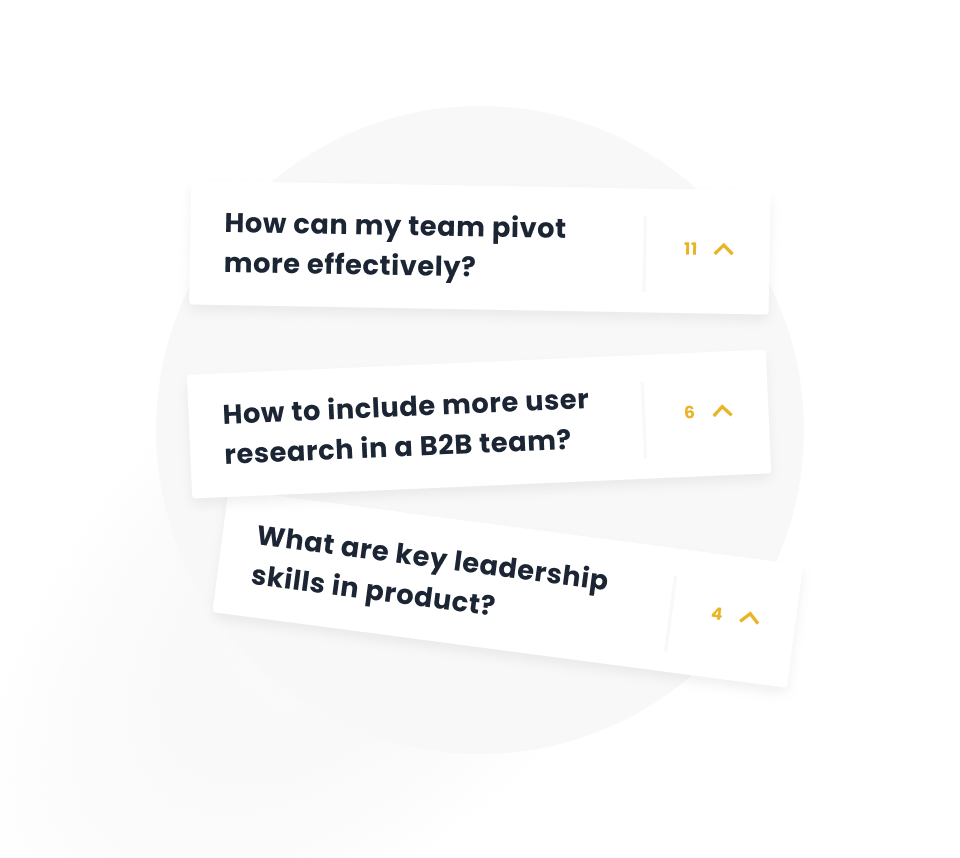 How can my team pivot
more effectively?
11
How to include more user
research in a B2B team?
6
What are key leadership
skills in product?
4